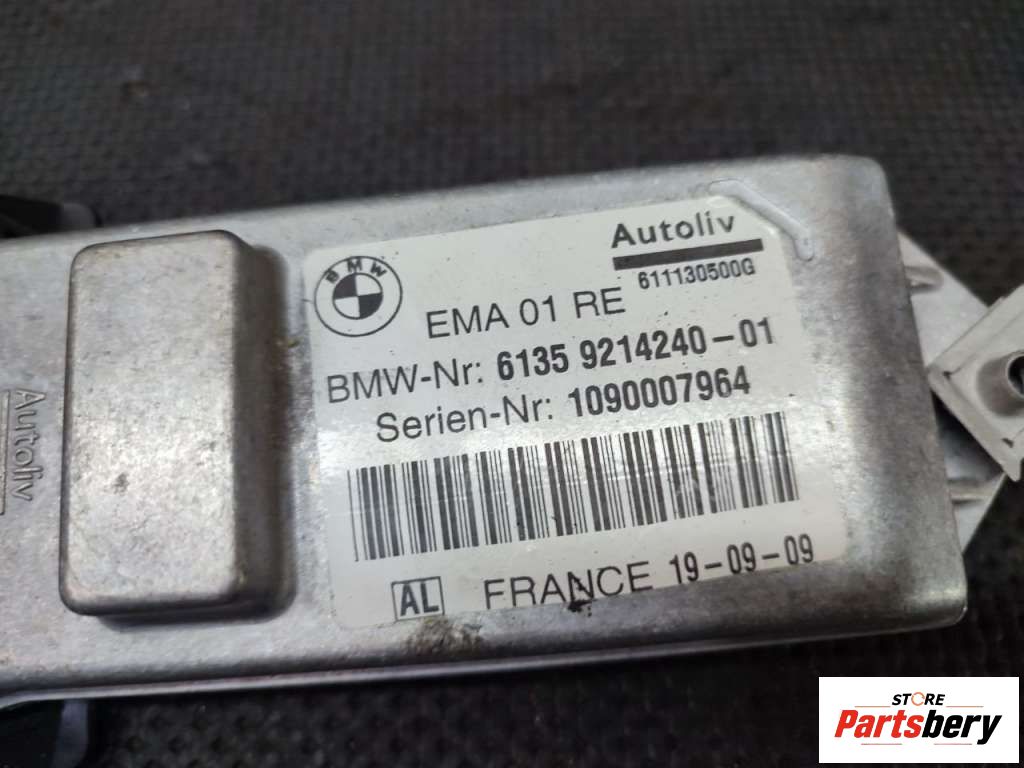 Autoliv
611130500G
BMW
EMA 01 RE
BMW-Nr: 6135 9214240-01
Serien-Nr: 1090007964
AL FRANCE 19-09-09
Autoliv
STORE
Partsbery